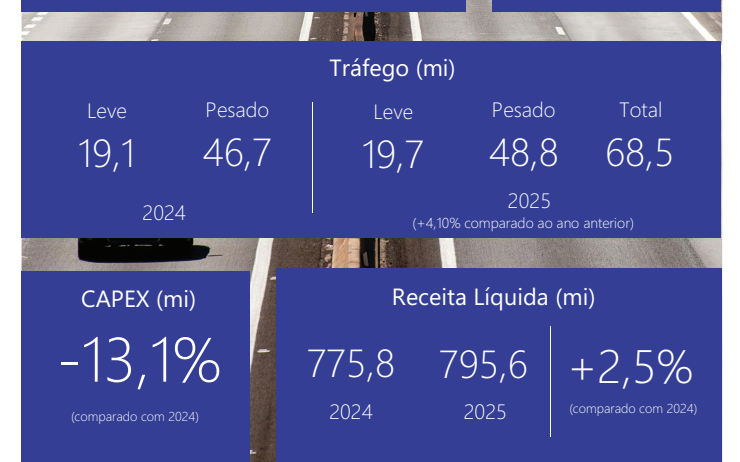 Tráfego (mi)
Leve Pesado Leve Pesado Total
19,1 46,7 19,7 48,8 68,5
2024 2025
(+4,10% comparado ao ano anterior)
CAPEX (mi)
-13,1%
(comparado com 2024)
Receita Líquida (mi)
775,8 795,6 +2,5%
2024 2025 (comparado com 2024)